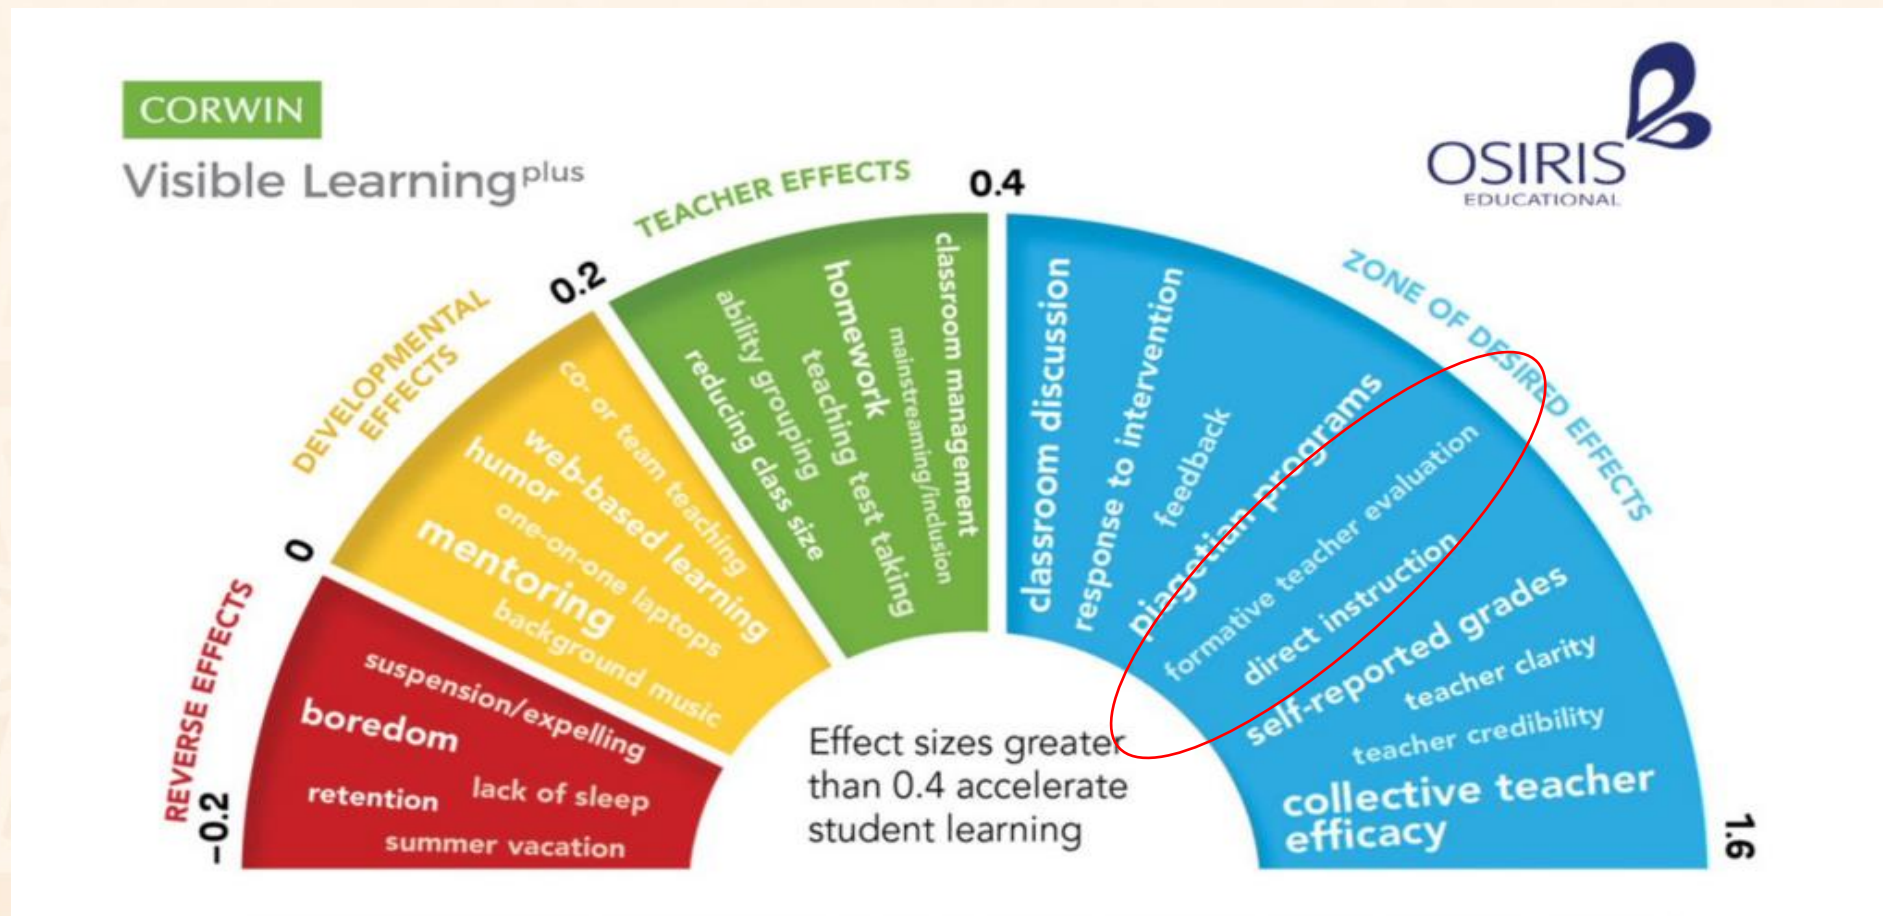 CORWIN
Visible Learningplus
OSIRIS
EDUCATIONAL
REVERSE EFFECTS
-0.2
summer vacation
retention
lack of sleep
boredom
suspension/expelling
0
DEVELOPMENTAL
EFFECTS
background music
mentoring
one-on-one laptops
humor
web-based learning
co- or team teaching
0.2
TEACHER EFFECTS
reducing class size
ability grouping
teaching test taking
homework
mainstreaming/inclusion
classroom management
0.4
ZONE OF DESIRED EFFECTS
classroom discussion
response to intervention
feedback
piagetian programs
formative teacher evaluation
direct instruction
self-reported grades
teacher clarity
teacher credibility
collective teacher
efficacy
1.6
Effect sizes greater
than 0.4 accelerate
student learning